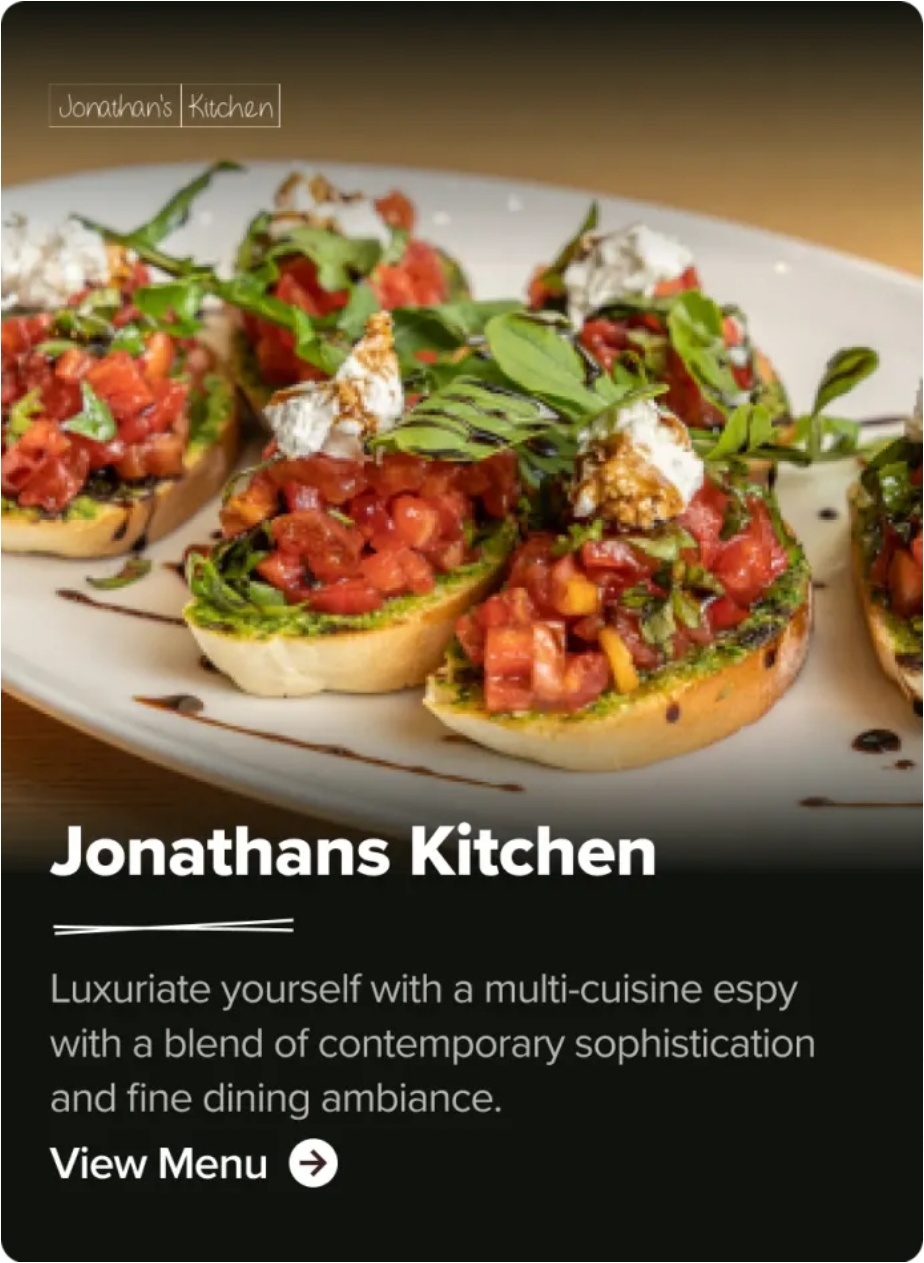 Jonathan's Kitchen
Jonathans Kitchen
Luxuriate yourself with a multi-cuisine espy
with a blend of contemporary sophistication
and fine dining ambiance.
View Menu